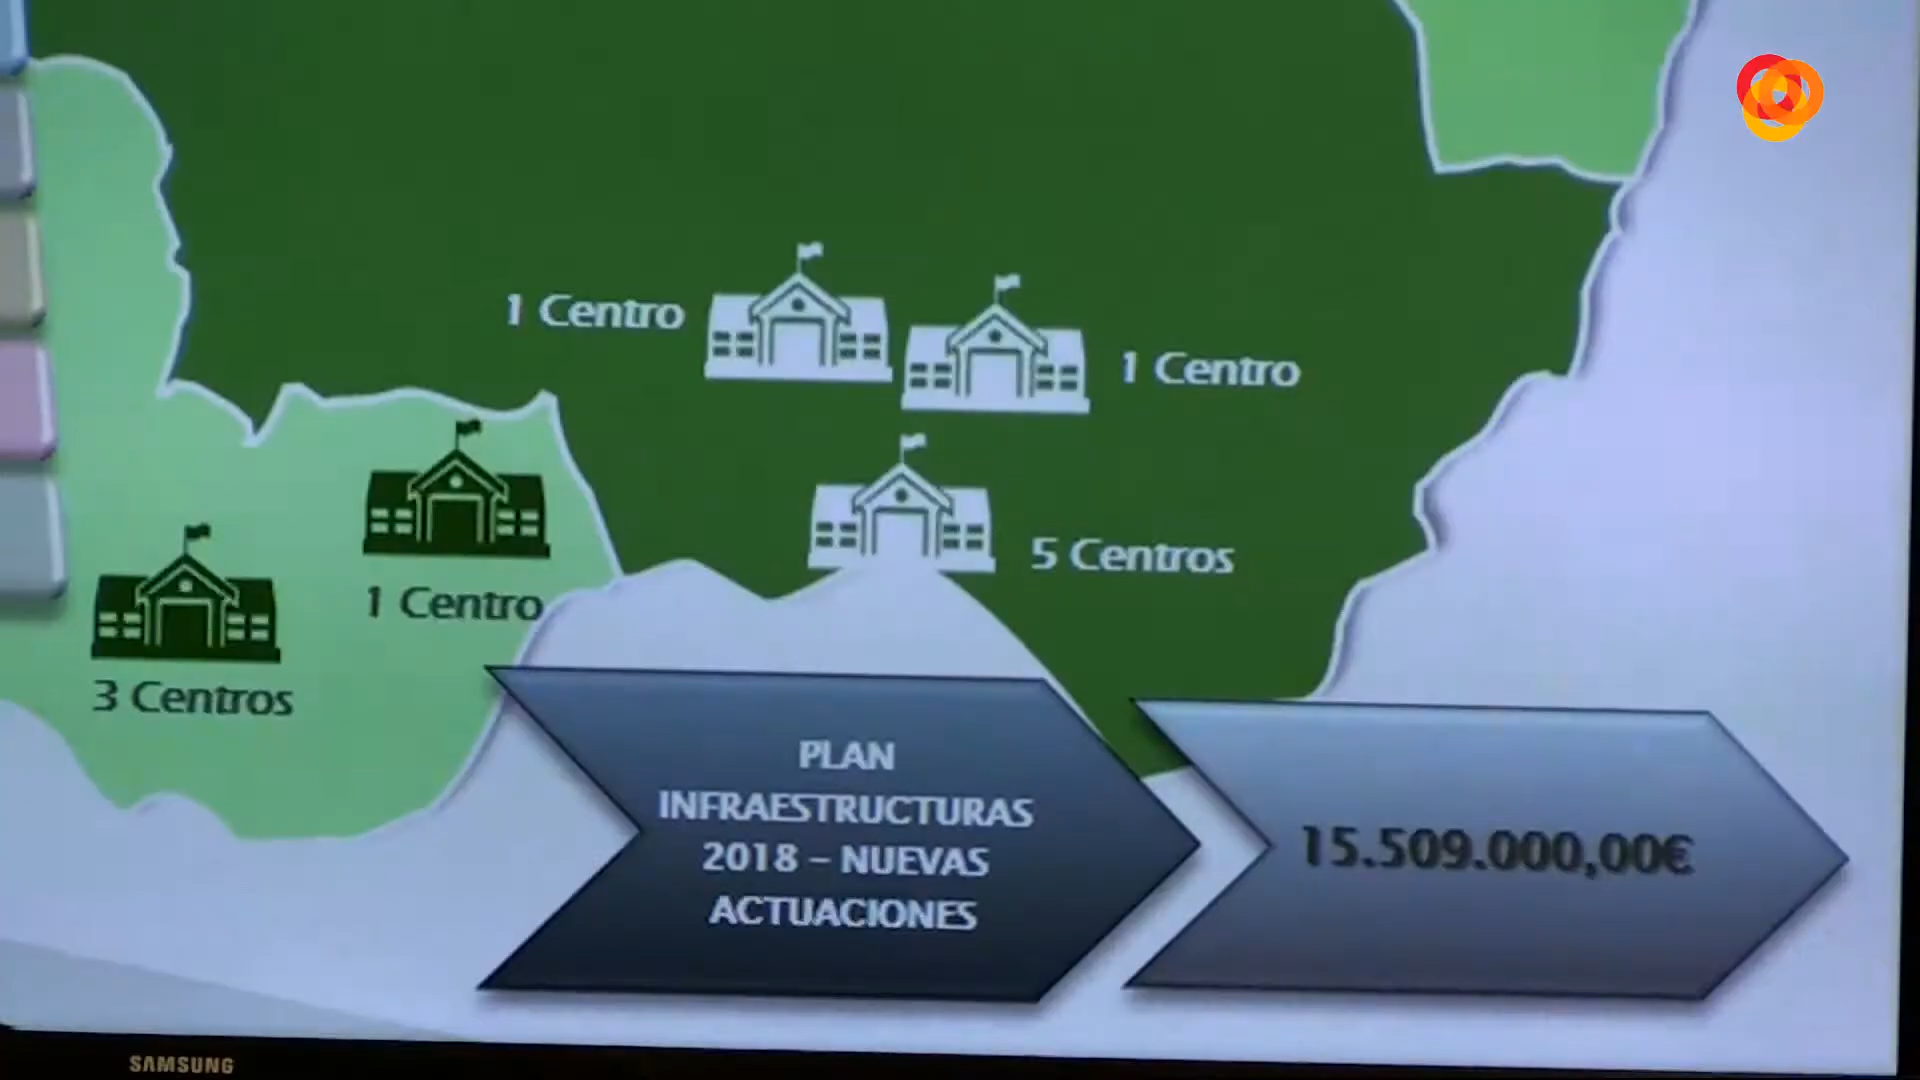 1 Centro
1 Centro
5 Centros
1 Centro
3 Centros
PLAN
INFRAESTRUCTURAS
2018 – NUEVAS
ACTUACIONES
15.509.000,00€
SAMSUNG